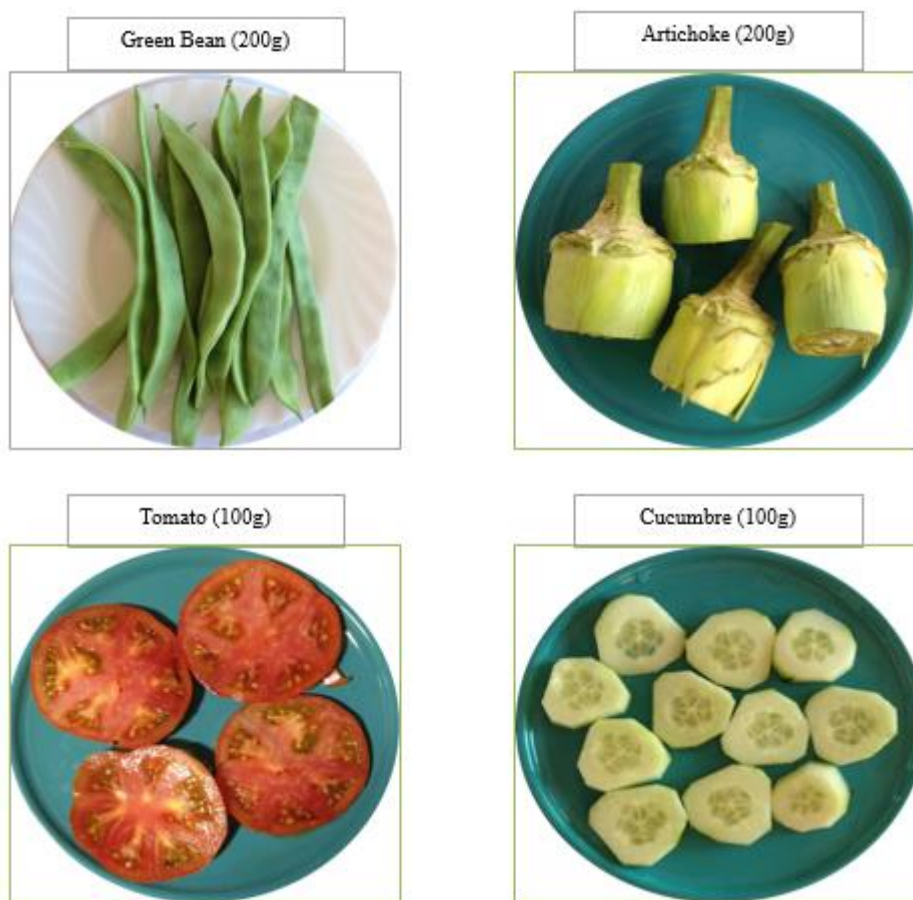 Green Bean (200g)
Artichoke (200g)
Tomato (100g)
Cucumbre (100g)